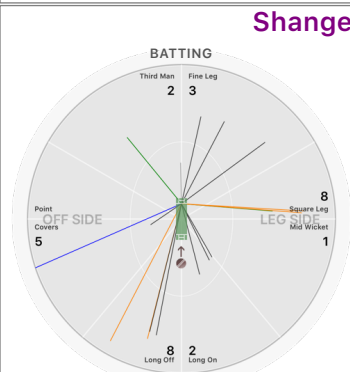 Shange
BATTING
Third Man Fine Leg
2 3
8
Point Square Leg
OFF SIDE LEG SIDE
Covers Mid Wicket
5 1
8 2
Long Off Long On